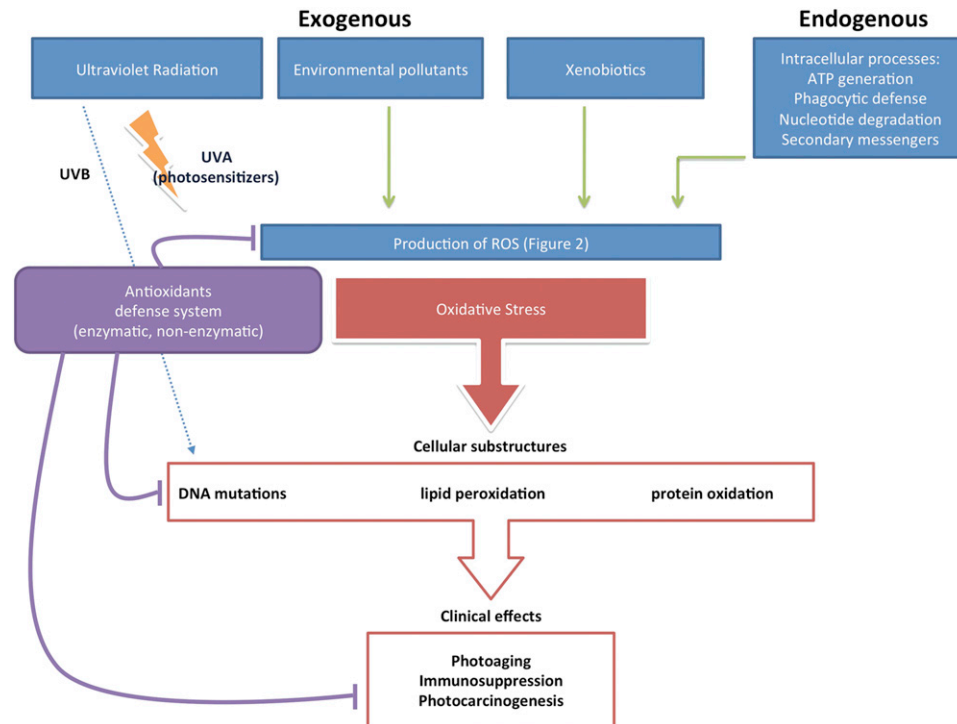 Exogenous
Endogenous
Ultraviolet Radiation
Environmental pollutants
Xenobiotics
Intracellular processes:
ATP generation
Phagocytic defense
Nucleotide degradation
Secondary messengers
UVB
UVA
(photosensitizers)
Production of ROS (Figure 2)
Antioxidants
defense system
(enzymatic, non-enzymatic)
Oxidative Stress
Cellular substructures
DNA mutations
lipid peroxidation
protein oxidation
Clinical effects
Photoaging
Immunosuppression
Photocarcinogenesis